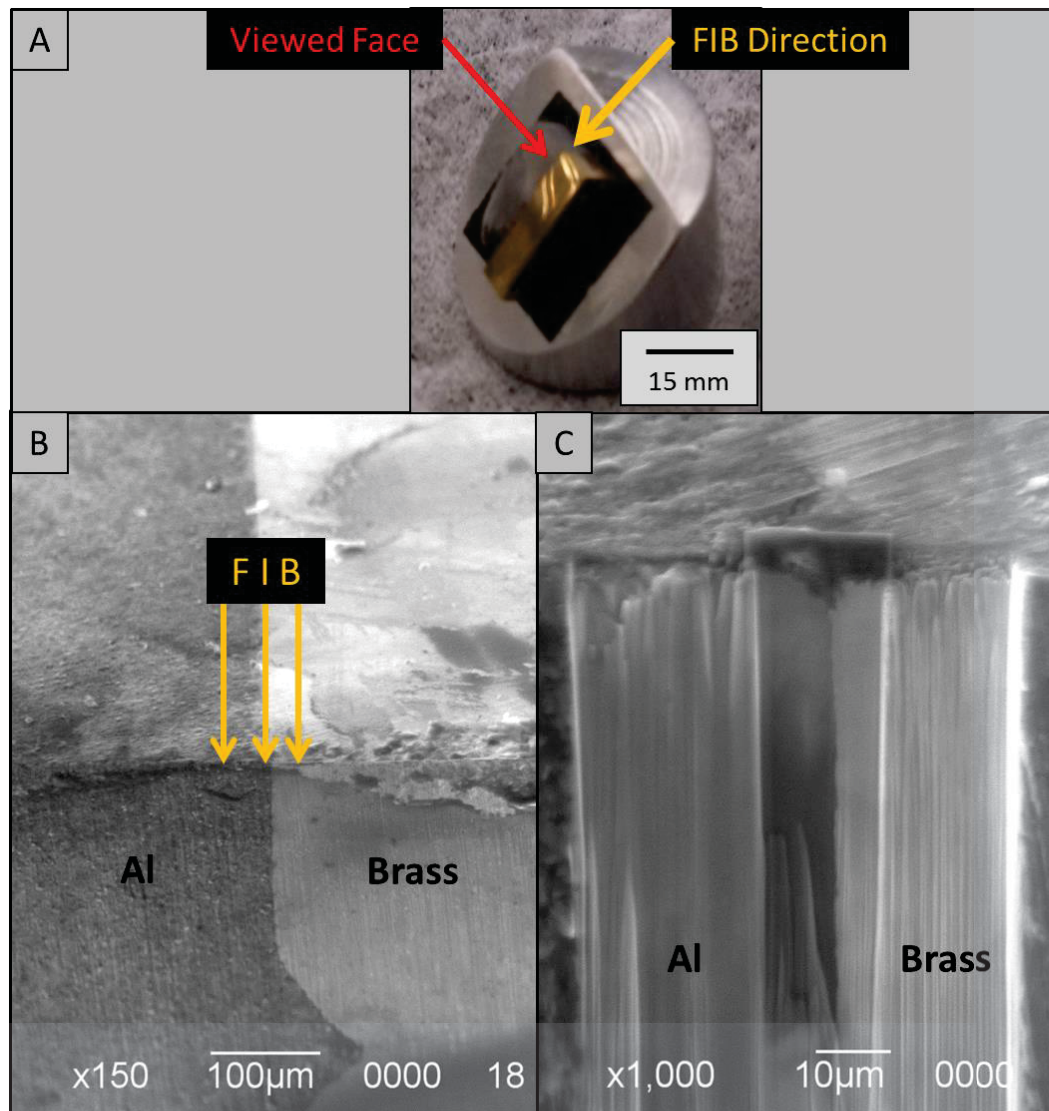 A
Viewed Face
FIB Direction
15 mm
B
F I B
Al
Brass
x150 100µm 0000 18
C
Al
Brass
x1,000 10µm 0000